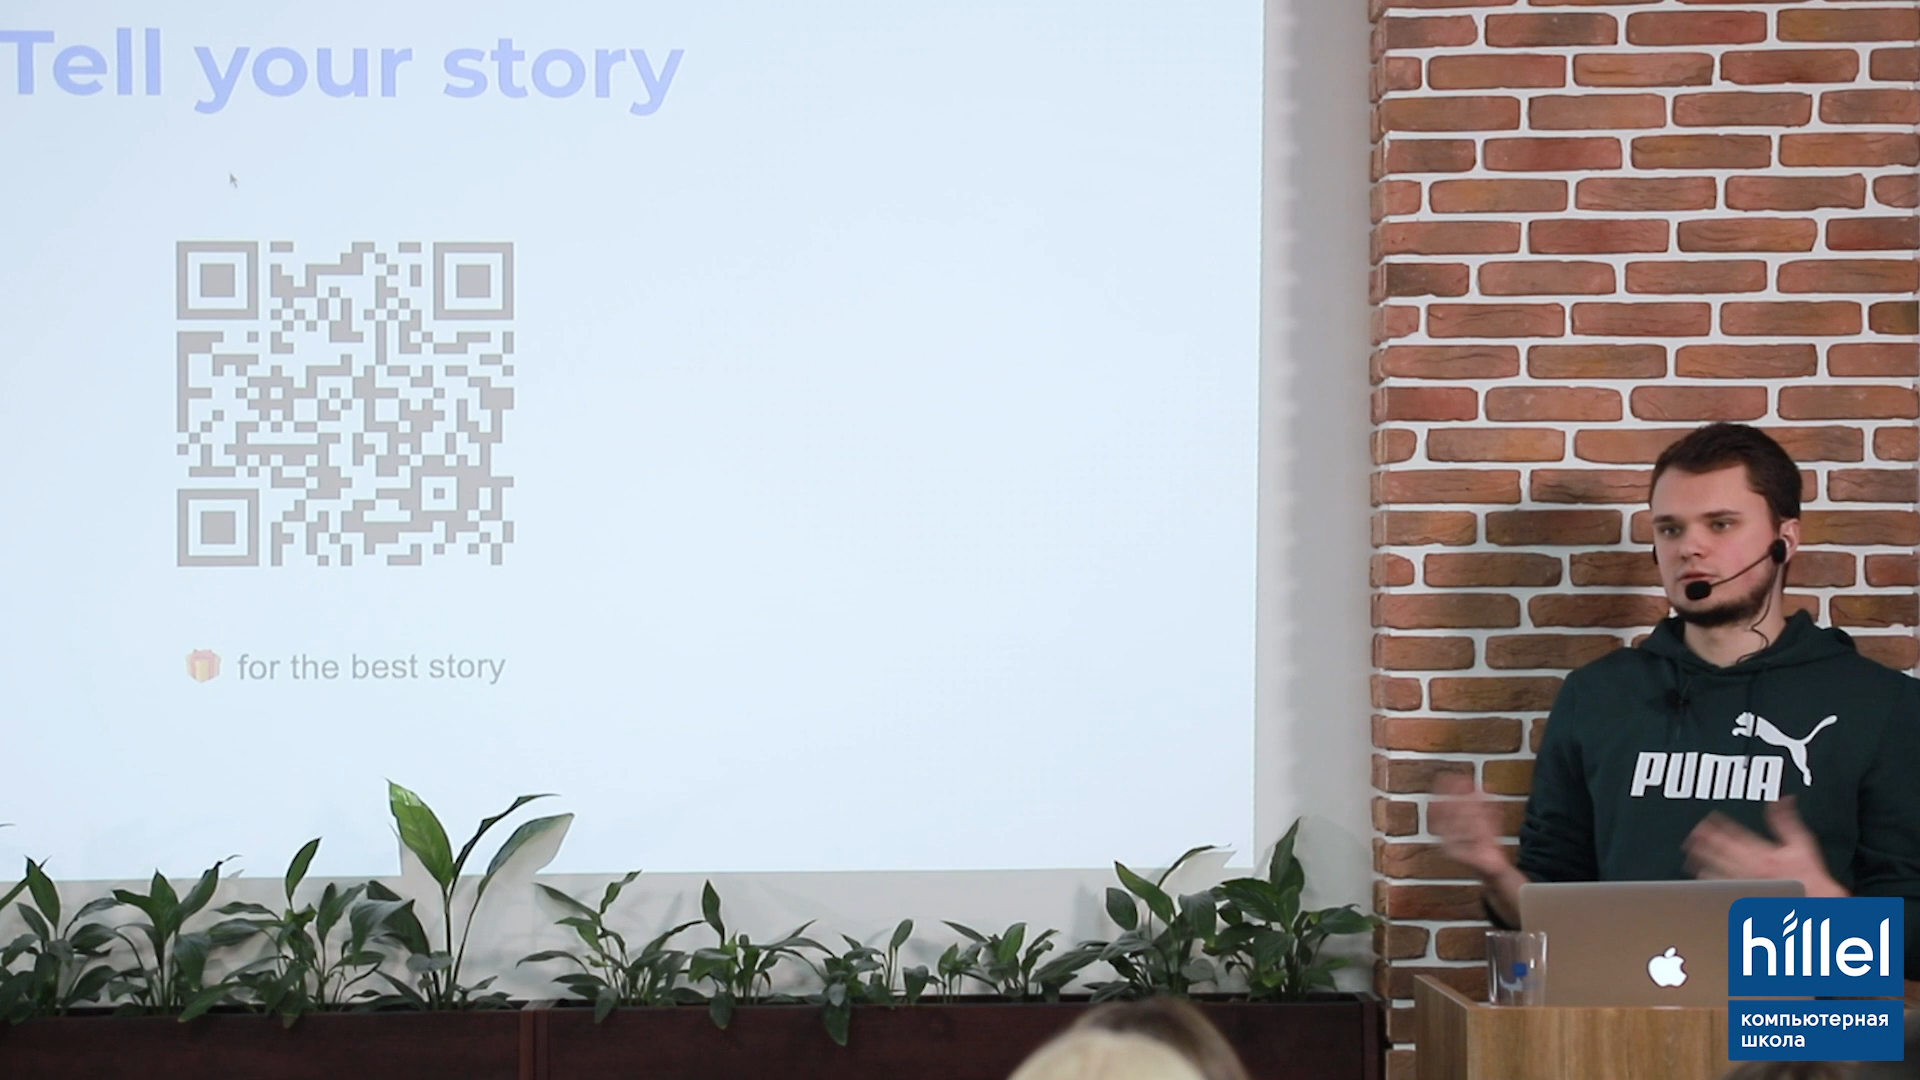 Tell your story
for the best story
PUMA
hillel
компьютерная
школа